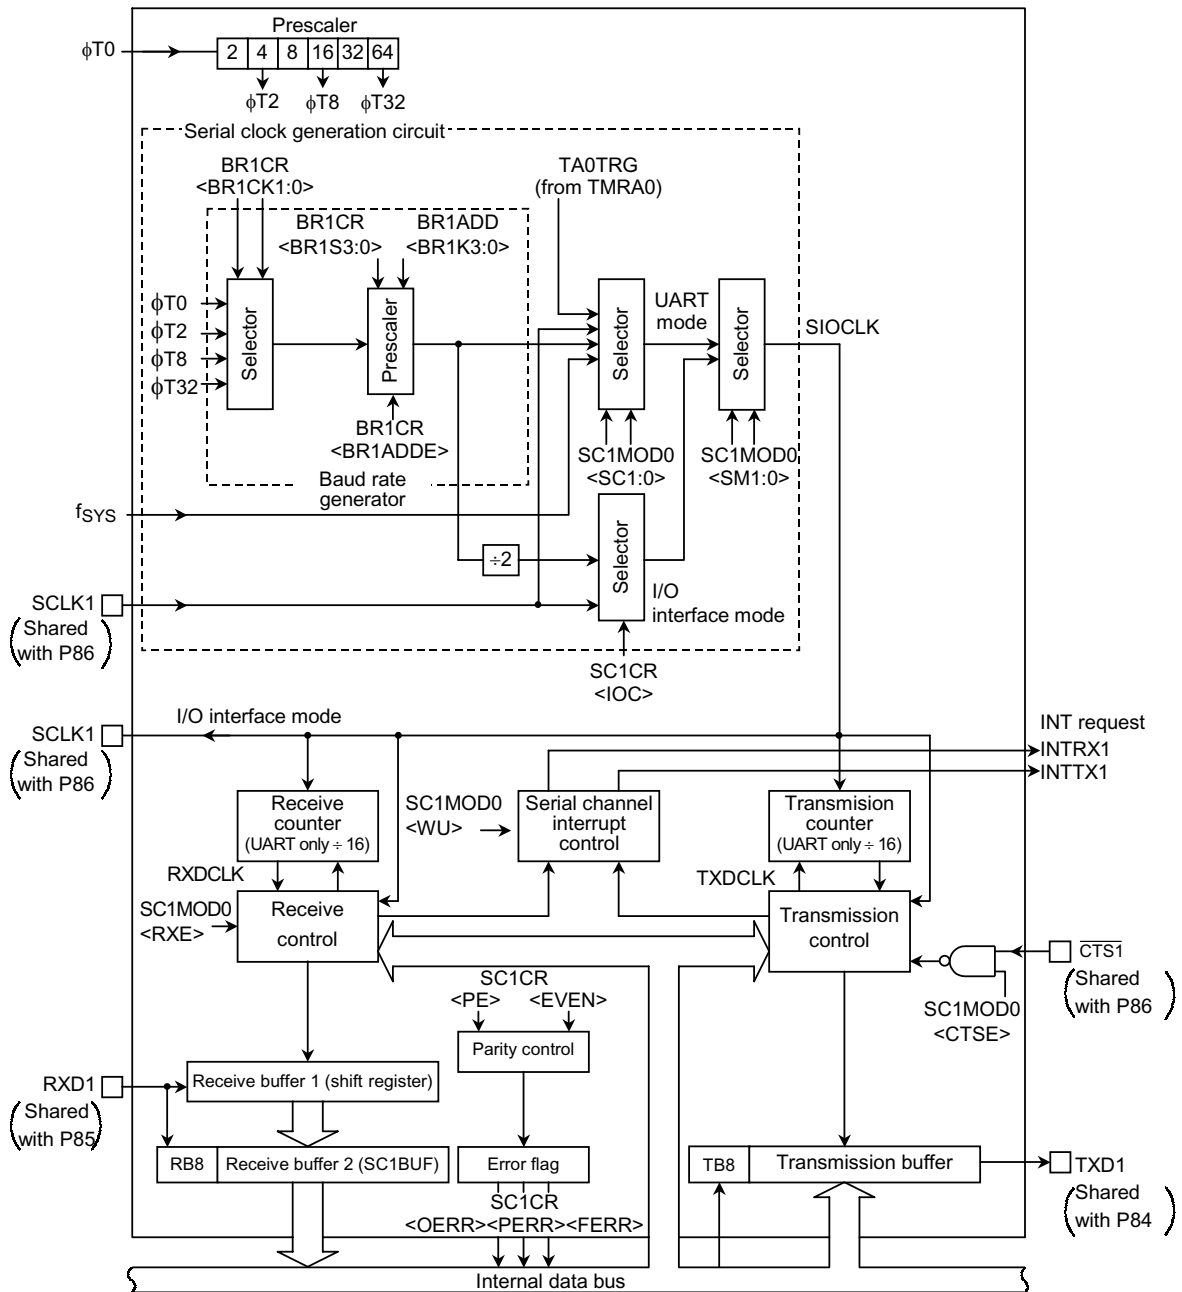 Prescaler
ϕT0
2 4 8 16 32 64
ϕT2 ϕT8 ϕT32
Serial clock generation circuit
BR1CR
<BR1CK1:0>
TA0TRG
(from TMRA0)
BR1CR
<BR1S3:0>
BR1ADD
<BR1K3:0>
ϕT0
ϕT2
ϕT8
ϕT32
Selector
Prescaler
Selector
UART
mode
Selector
SIOCLK
BR1CR
<BR1ADDE>
Baud rate
generator
SC1MOD0
<SC1:0>
SC1MOD0
<SM1:0>
fSYS
÷2
Selector
I/O
interface mode
SCLK1
(Shared
with P86)
SC1CR
<IOC>
SCLK1
(Shared
with P86)
I/O interface mode
INT request
INTRX1
INTTX1
Receive
counter
(UART only ÷ 16)
SC1MOD0
<WU>
Serial channel
interrupt
control
Transmision
counter
(UART only ÷ 16)
RXDCLK
TXDCLK
SC1MOD0
<RXE>
Receive
control
Transmission
control
CTS1
(Shared
with P86)
SC1MOD0
<CTSE>
SC1CR
<PE> <EVEN>
Parity control
RXD1
(Shared
with P85)
Receive buffer 1 (shift register)
RB8
Receive buffer 2 (SC1BUF)
Error flag
TB8
Transmission buffer
TXD1
(Shared
with P84)
SC1CR
<OERR><PERR><FERR>
Internal data bus